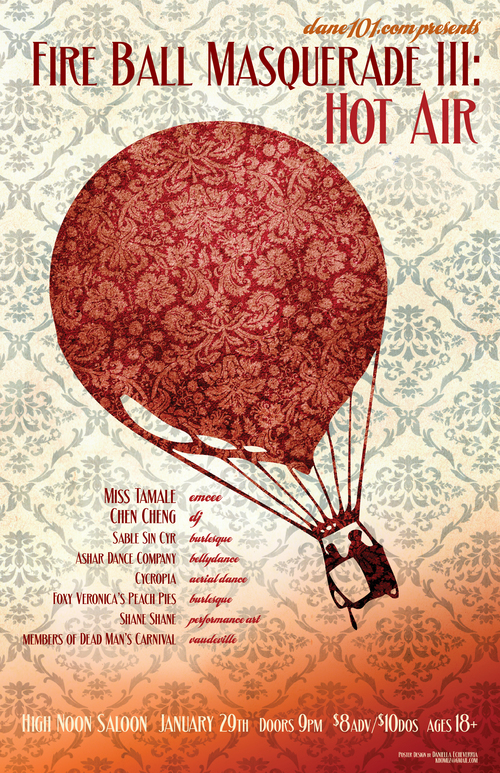 dane101.com presents
Fire Ball Masquerade III:
Hot Air
Miss Tamale emcee
Chen Cheng dj
Sable Sin Cyr burlesque
Ashar Dance Company bellydance
Cycropia aerial dance
Foxy Veronica's Peach Pies burlesque
Shane Shane performance art
members of Dead Man's Carnival vaudeville
High Noon Saloon January 29th Doors 9pm $8adv/$10dos ages 18+
Poster Design by Daniella Echeverria